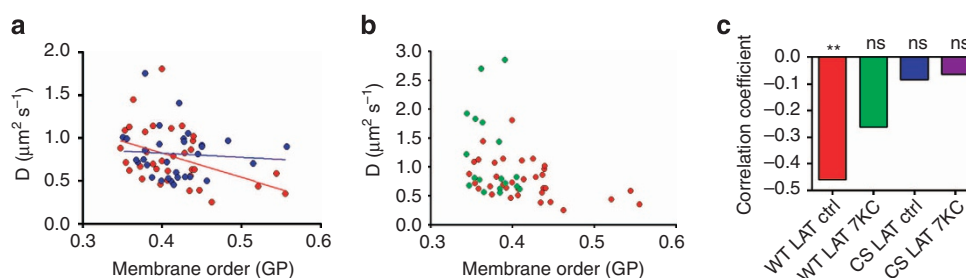 a
2.0
1.5
1.0
0.5
0.0
D (μm² s⁻¹)
0.3 0.4 0.5 0.6
Membrane order (GP)
b
3.0
2.5
2.0
1.5
1.0
0.5
0.0
D (μm² s⁻¹)
0.3 0.4 0.5 0.6
Membrane order (GP)
c
** ns ns ns
0.0
−0.1
−0.2
−0.3
−0.4
−0.5
Correlation coefficient
WT LAT ctrl
WT LAT 7KC
CS LAT ctrl
CS LAT 7KC